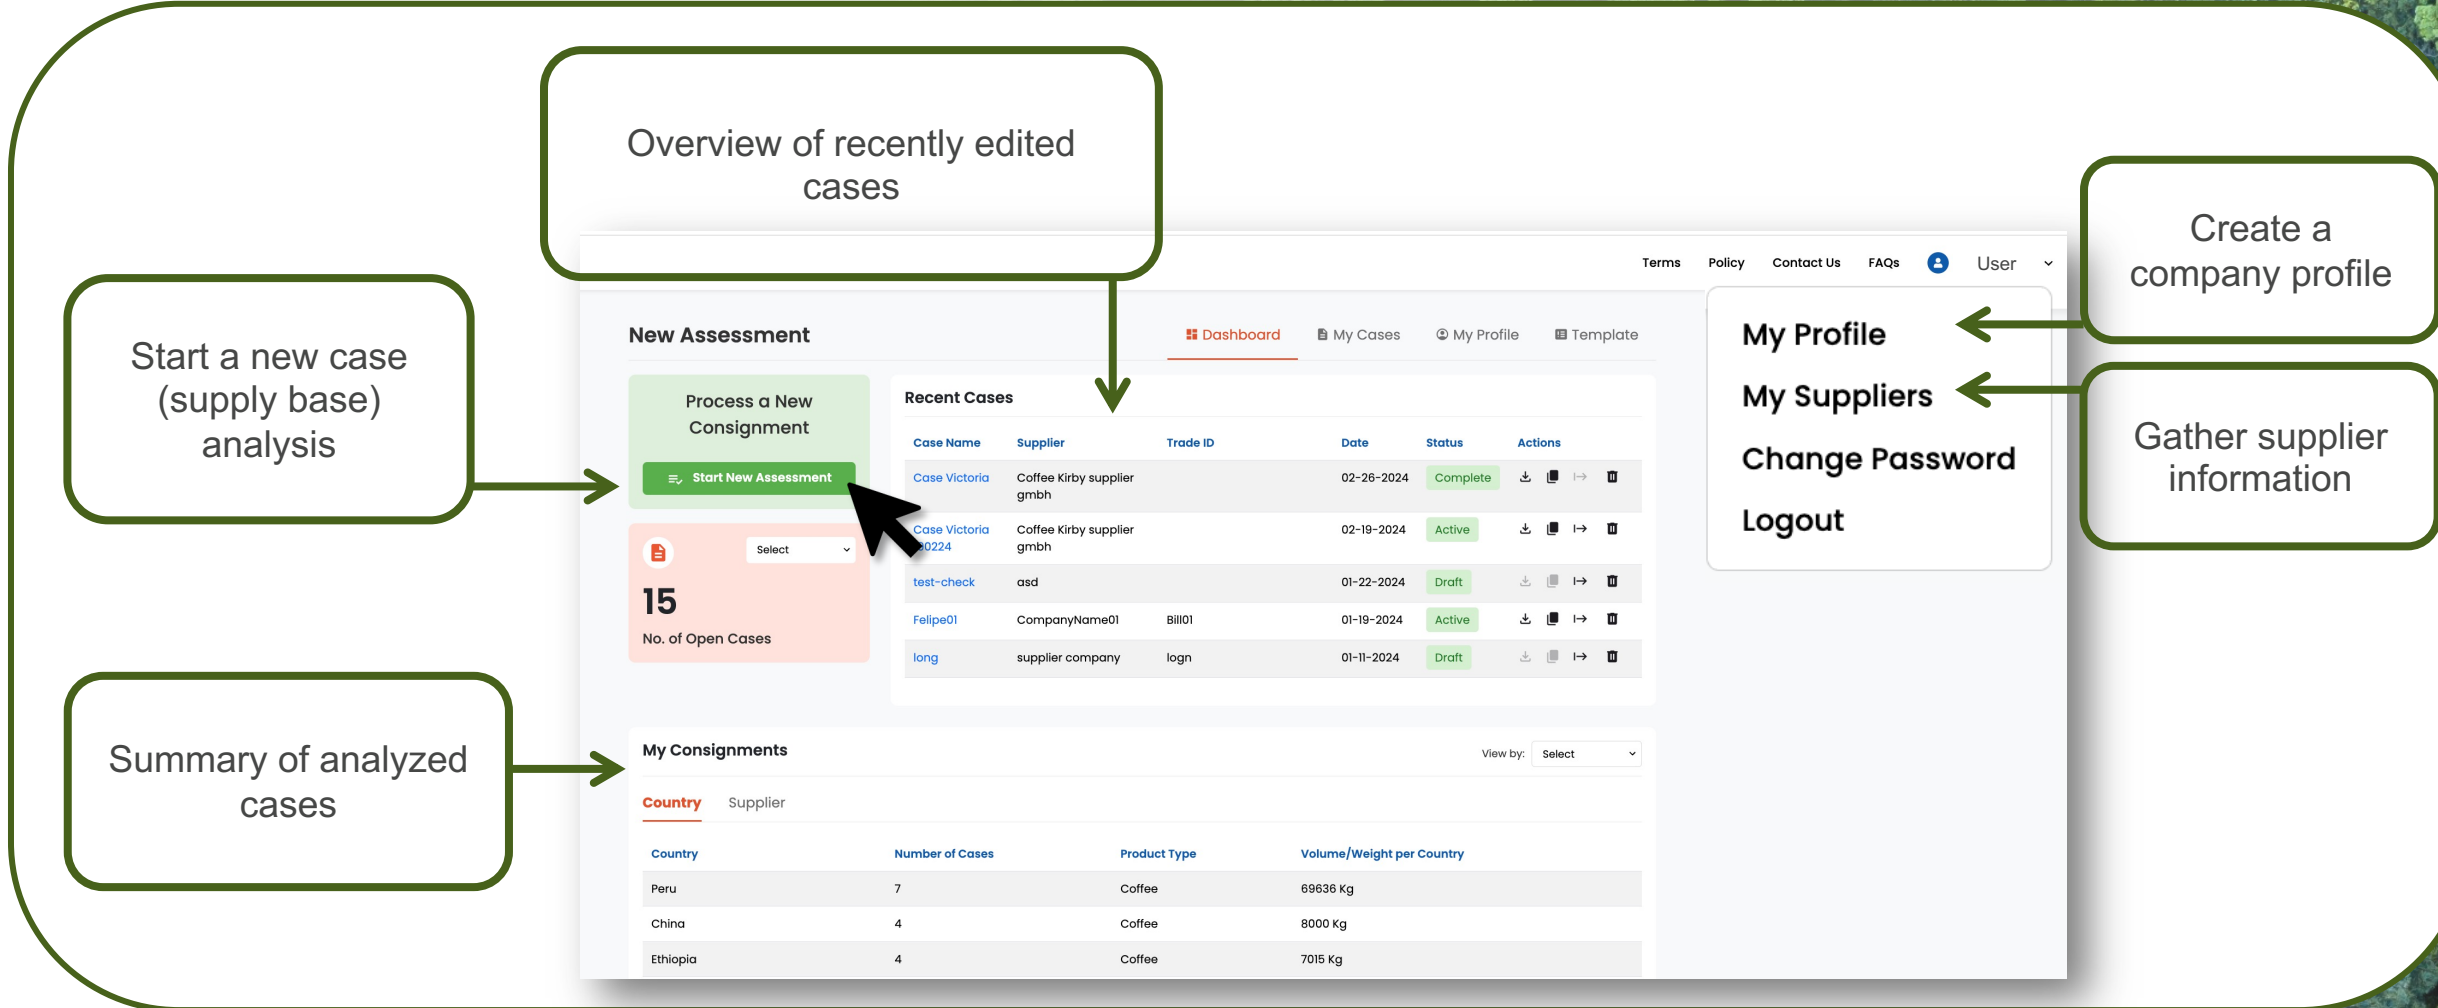 Overview of recently edited
cases
Start a new case
(supply base)
analysis
Summary of analyzed
cases
Create a
company profile
Gather supplier
information
Terms Policy Contact Us FAQs User
My Profile
My Suppliers
Change Password
Logout
New Assessment
Dashboard My Cases My Profile Template
Process a New
Consignment
Start New Assessment
Select
15
No. of Open Cases
Recent Cases
Case Name Supplier Trade ID Date Status Actions
Case Victoria Coffee Kirby supplier 02-26-2024 Complete
gmbh
Case Victoria Coffee Kirby supplier 02-19-2024 Active
gmbh
test-check asd 01-22-2024 Draft
Felipe01 CompanyName01 Bill01 01-19-2024 Active
long supplier company logn 01-11-2024 Draft
My Consignments
View by: Select
Country Supplier
Country Number of Cases Product Type Volume/Weight per Country
Peru 7 Coffee 69636 Kg
China 4 Coffee 8000 Kg
Ethiopia 4 Coffee 7015 Kg